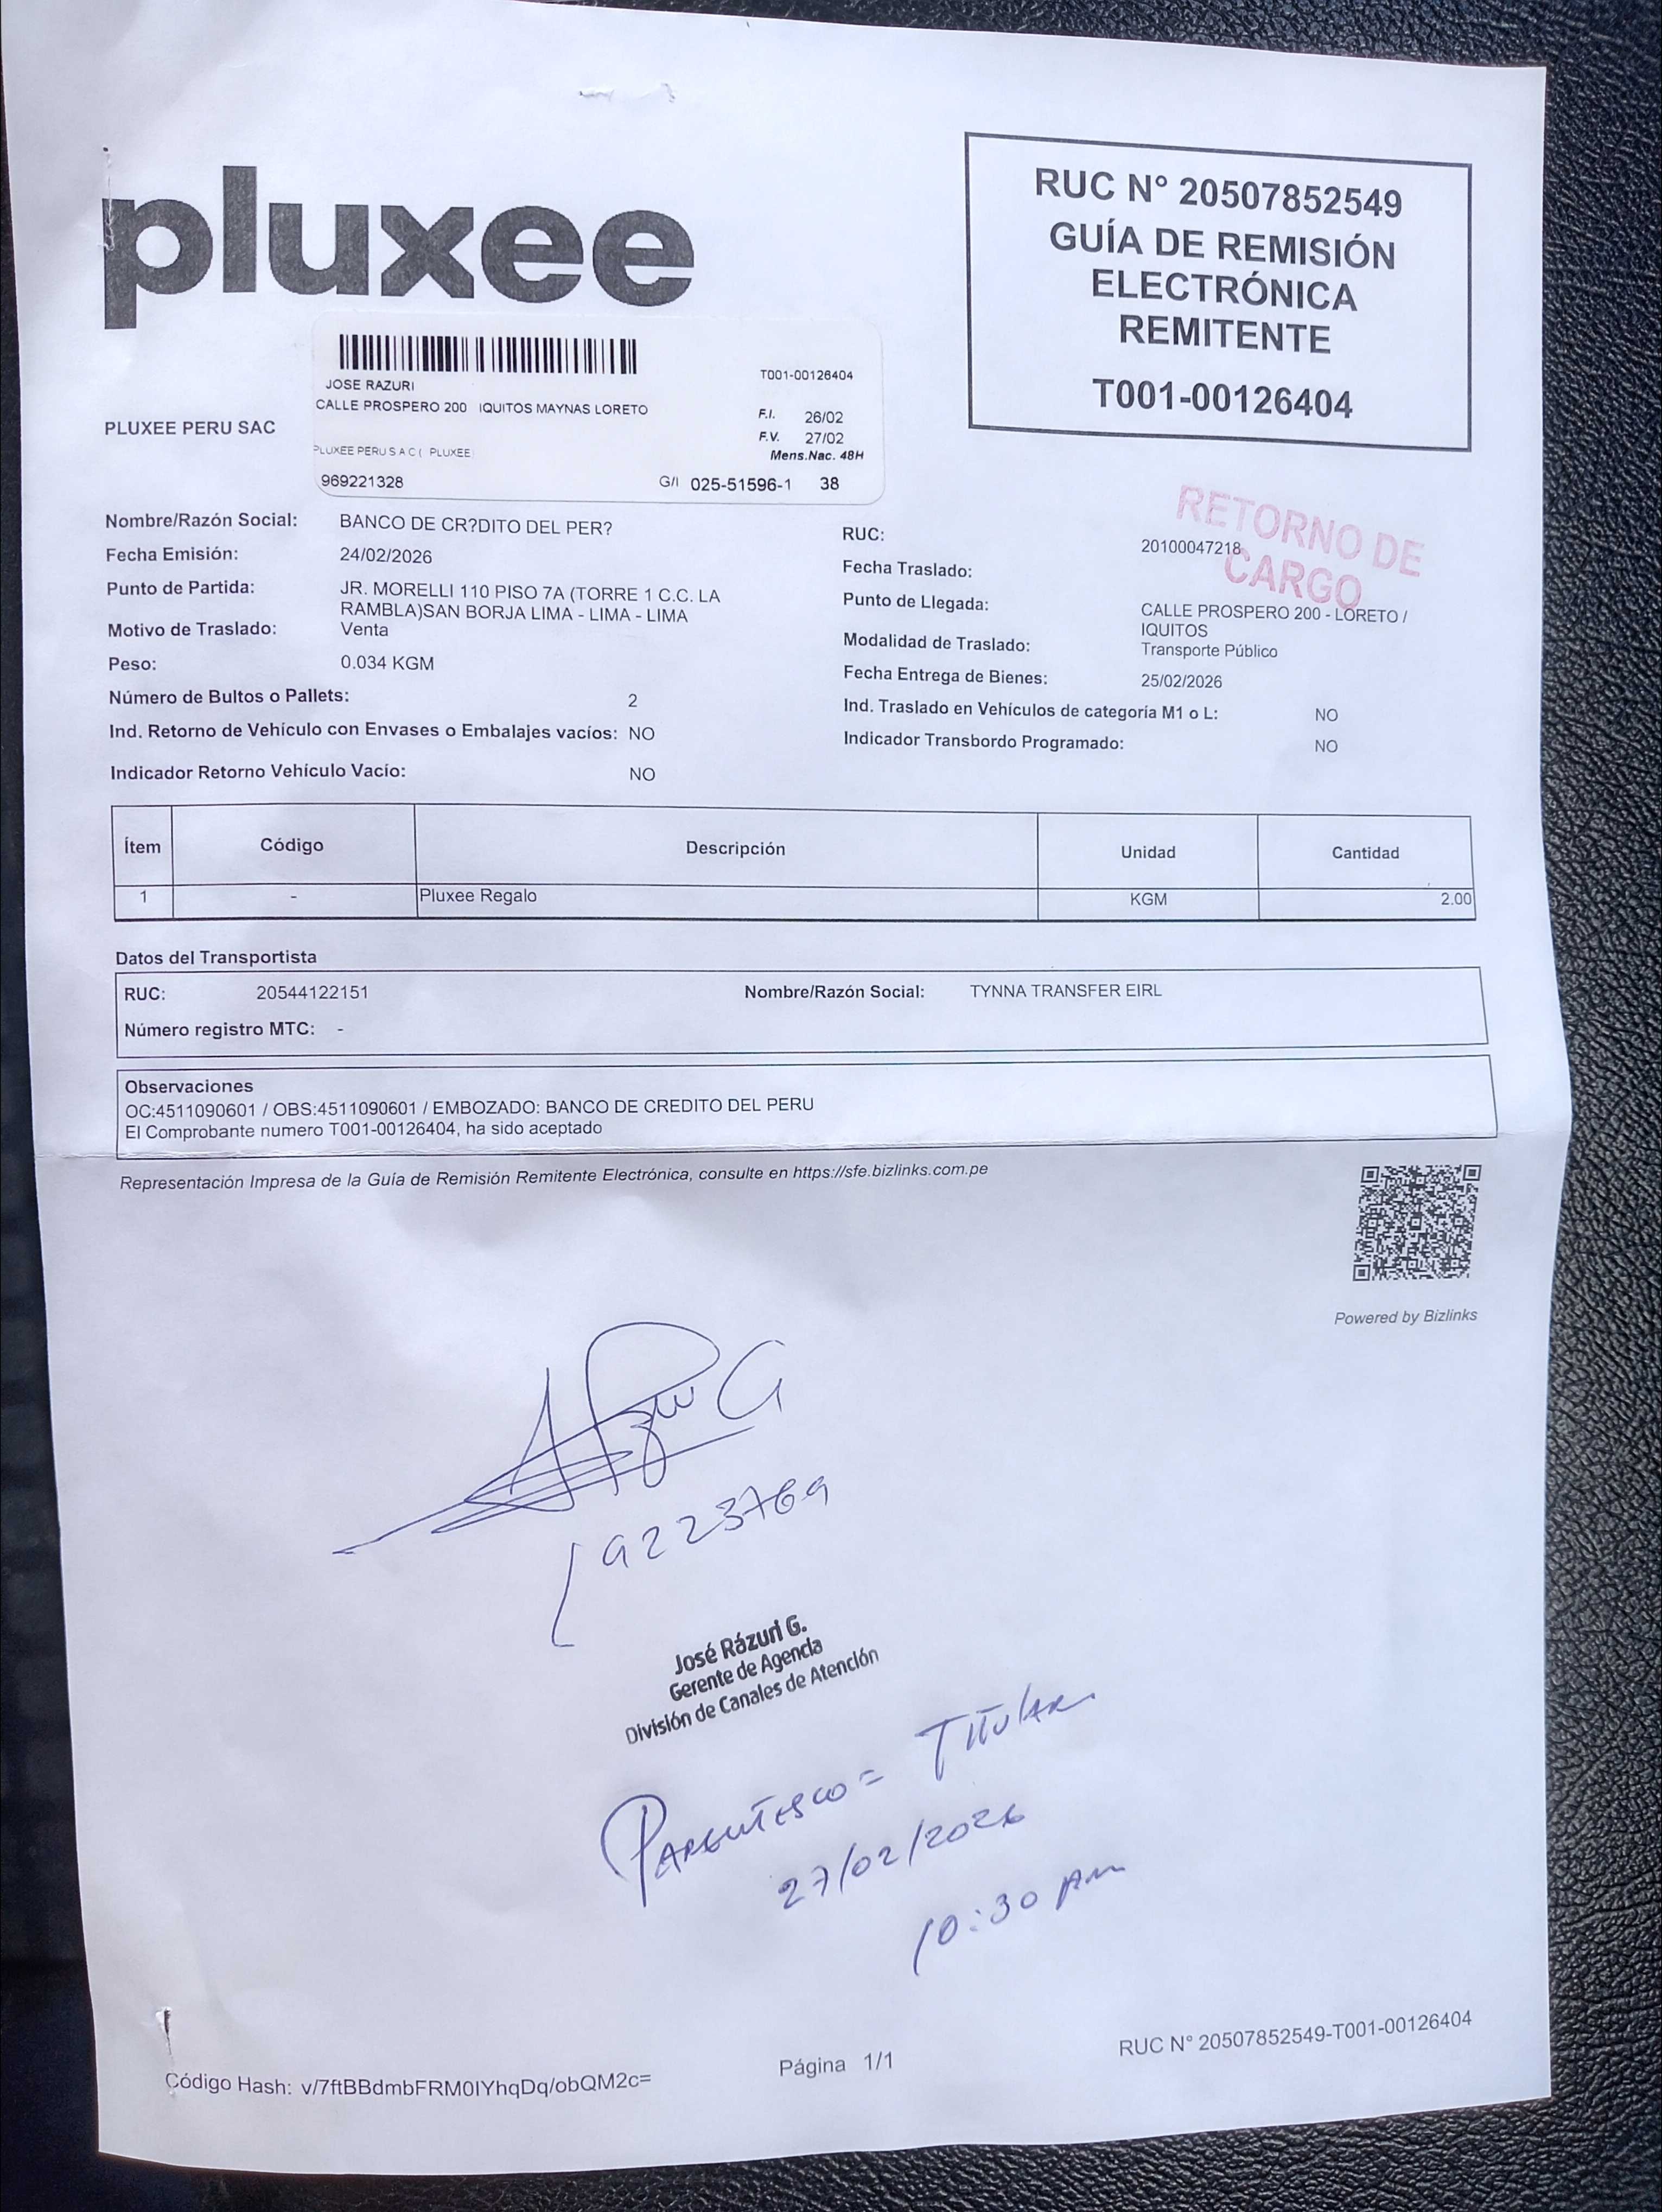 pluxee
RUC N° 20507852549
GUÍA DE REMISIÓN
ELECTRÓNICA
REMITENTE
T001-00126404
PLUXEE PERU SAC
JOSE RAZURI
T001-00126404
CALLE PROSPERO 200 IQUITOS MAYNAS LORETO
F.I. 26/02
F.V. 27/02
PLUXEE PERU S A C ( PLUXEE)
Mens.Nac. 48H
969221328
G/I 025-51596-1 38
RETORNO DE
CARGO
Nombre/Razón Social: BANCO DE CR?DITO DEL PER?
RUC: 20100047218
Fecha Emisión: 24/02/2026
Fecha Traslado:
Punto de Partida: JR. MORELLI 110 PISO 7A (TORRE 1 C.C. LA
RAMBLA)SAN BORJA LIMA - LIMA - LIMA
Punto de Llegada: CALLE PROSPERO 200 - LORETO /
IQUITOS
Motivo de Traslado: Venta
Modalidad de Traslado: Transporte Público
Peso: 0.034 KGM
Fecha Entrega de Bienes: 25/02/2026
Número de Bultos o Pallets: 2
Ind. Traslado en Vehículos de categoría M1 o L: NO
Ind. Retorno de Vehículo con Envases o Embalajes vacíos: NO
Indicador Transbordo Programado: NO
Indicador Retorno Vehículo Vacío: NO
Ítem Código Descripción Unidad Cantidad
1 - Pluxee Regalo KGM 2.00
Datos del Transportista
RUC: 20544122151 Nombre/Razón Social: TYNNA TRANSFER EIRL
Número registro MTC: -
Observaciones
OC:4511090601 / OBS:4511090601 / EMBOZADO: BANCO DE CREDITO DEL PERU
El Comprobante numero T001-00126404, ha sido aceptado
Representación Impresa de la Guía de Remisión Remitente Electrónica, consulte en https://sfe.bizlinks.com.pe
Powered by Bizlinks
19223769
José Rázuri G.
Gerente de Agencia
División de Canales de Atención
PARENTESCO = TITULAR
27/02/2026
10:30 AM
Código Hash: v/7ftBBdmbFRM0IYhqDq/obQM2c=
Página 1/1
RUC N° 20507852549-T001-00126404